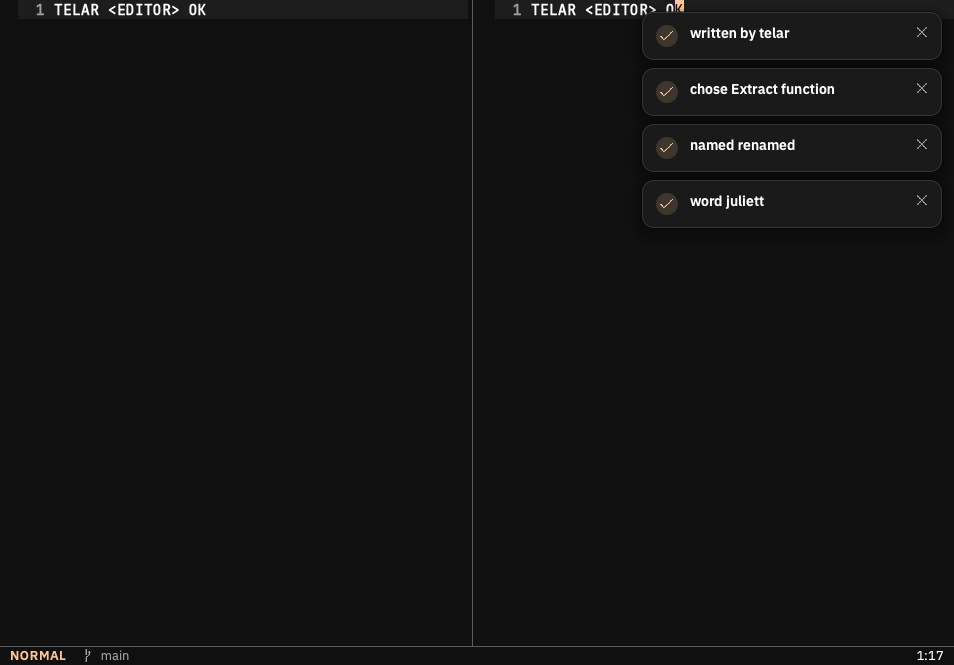 1 TELAR <EDITOR> OK
1 TELAR <EDITOR> OK
written by telar
chose Extract function
named renamed
word juliett
NORMAL main 1:17